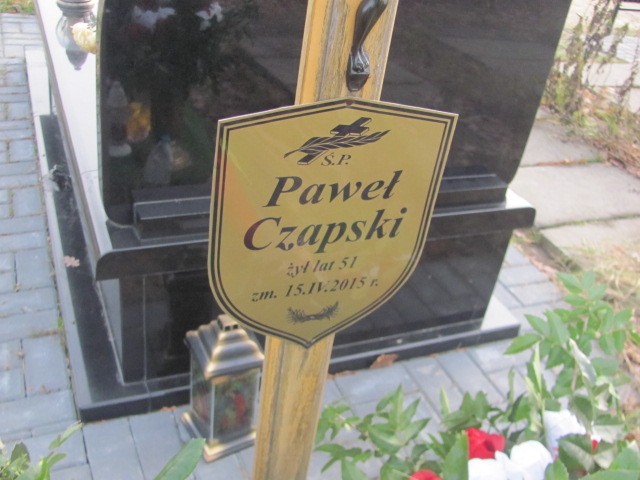 Ś.P.
Paweł
Czapski
żył lat 51
zm. 15.IV.2015 r.